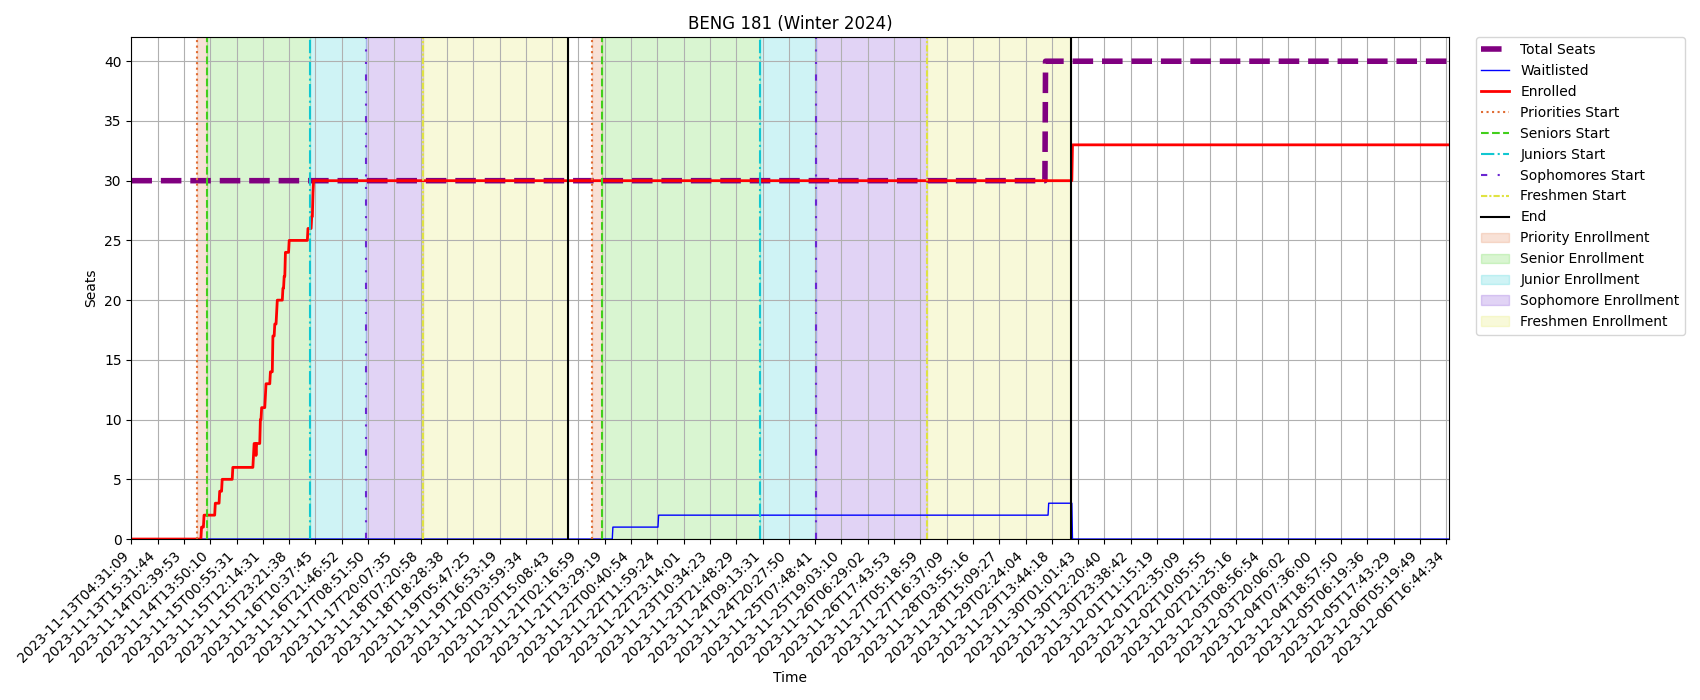 BENG 181 (Winter 2024)
Seats
40
35
30
25
20
15
10
5
0
2023-11-13T04:31:09
2023-11-13T15:31:44
2023-11-14T02:39:53
2023-11-14T13:50:10
2023-11-15T00:55:31
2023-11-15T12:14:31
2023-11-15T23:21:38
2023-11-16T10:37:45
2023-11-16T21:46:52
2023-11-17T08:51:50
2023-11-17T20:07:35
2023-11-18T07:20:58
2023-11-18T18:28:38
2023-11-19T05:47:25
2023-11-19T16:53:19
2023-11-20T03:59:34
2023-11-20T15:08:43
2023-11-21T02:16:59
2023-11-21T13:29:19
2023-11-22T00:40:54
2023-11-22T11:59:24
2023-11-22T23:14:01
2023-11-23T10:34:23
2023-11-23T21:48:29
2023-11-24T09:13:31
2023-11-24T20:27:50
2023-11-25T07:48:41
2023-11-25T19:03:10
2023-11-26T06:29:02
2023-11-26T17:43:53
2023-11-27T05:18:59
2023-11-27T16:37:09
2023-11-28T03:55:16
2023-11-28T15:09:27
2023-11-29T02:24:04
2023-11-29T13:44:18
2023-11-30T01:01:43
2023-11-30T12:20:40
2023-11-30T23:38:42
2023-12-01T11:15:19
2023-12-01T22:35:09
2023-12-02T10:05:55
2023-12-02T21:25:16
2023-12-03T08:56:54
2023-12-03T20:06:02
2023-12-04T07:36:00
2023-12-04T18:57:50
2023-12-05T06:19:36
2023-12-05T17:43:29
2023-12-06T05:19:49
2023-12-06T16:44:34
Time
Total Seats
Waitlisted
Enrolled
Priorities Start
Seniors Start
Juniors Start
Sophomores Start
Freshmen Start
End
Priority Enrollment
Senior Enrollment
Junior Enrollment
Sophomore Enrollment
Freshmen Enrollment